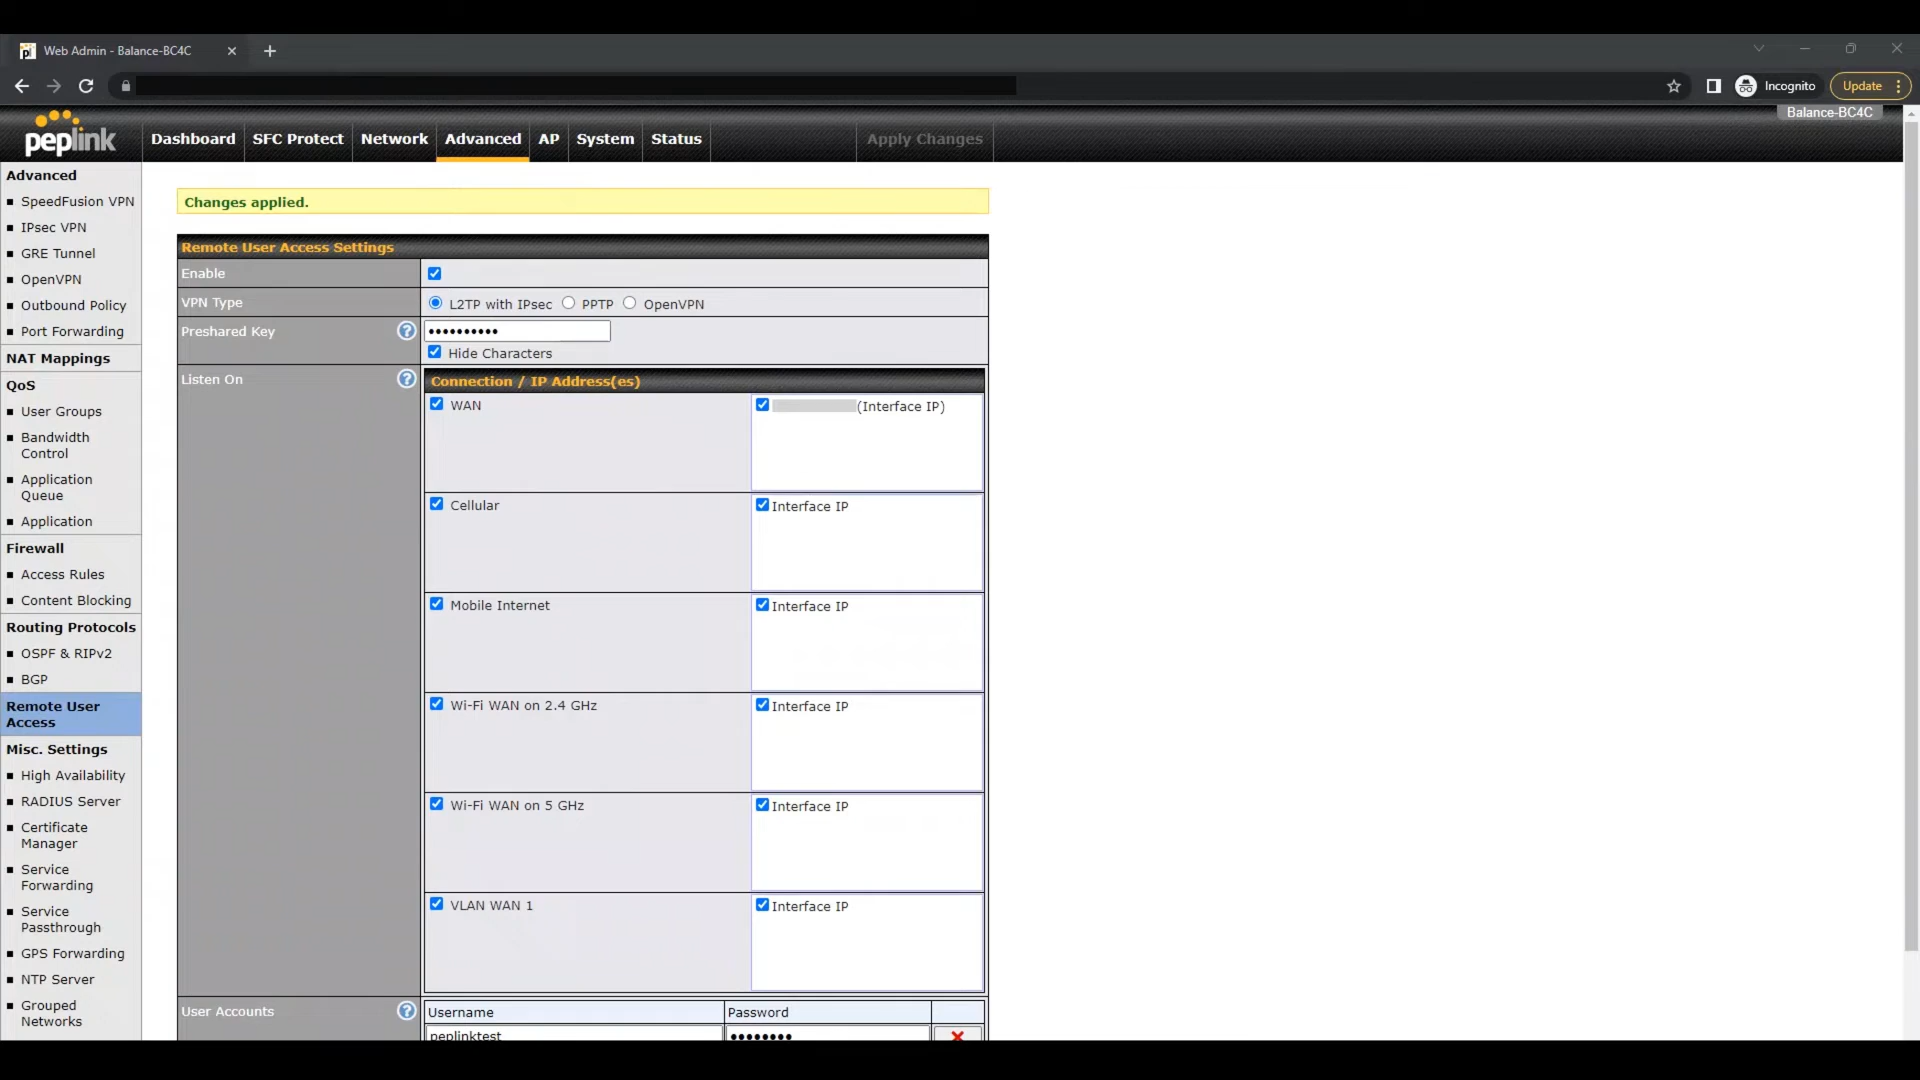 Web Admin - Balance-BC4C
Incognito
Update
Balance-BC4C
peplink
Dashboard
SFC Protect
Network
Advanced
AP
System
Status
Apply Changes
Advanced
SpeedFusion VPN
IPsec VPN
GRE Tunnel
OpenVPN
Outbound Policy
Port Forwarding
NAT Mappings
QoS
User Groups
Bandwidth
Control
Application
Queue
Application
Firewall
Access Rules
Content Blocking
Routing Protocols
OSPF & RIPv2
BGP
Remote User
Access
Misc. Settings
High Availability
RADIUS Server
Certificate
Manager
Service
Forwarding
Service
Passthrough
GPS Forwarding
NTP Server
Grouped
Networks
Changes applied.
Remote User Access Settings
Enable
VPN Type
L2TP with IPsec PPTP OpenVPN
Preshared Key
••••••••••
Hide Characters
Listen On
Connection / IP Address(es)
WAN
(Interface IP)
Cellular
Interface IP
Mobile Internet
Interface IP
Wi-Fi WAN on 2.4 GHz
Interface IP
Wi-Fi WAN on 5 GHz
Interface IP
VLAN WAN 1
Interface IP
User Accounts
Username
Password
peplinktest
••••••••